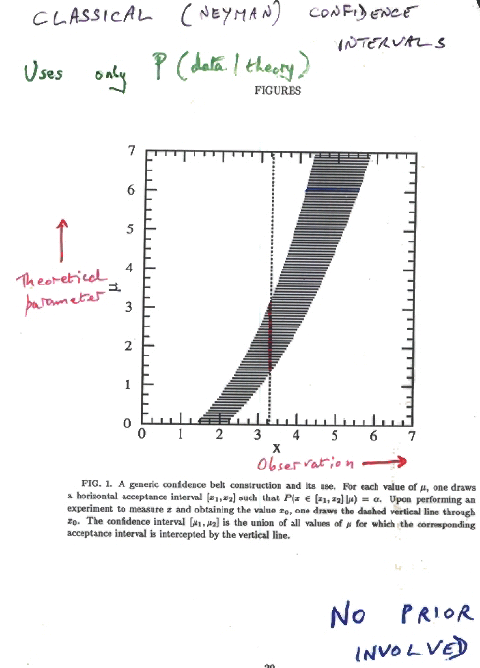 CLASSICAL (NEYMAN) CONFIDENCE
INTERVALS
Uses only P (data / theory)
FIGURES
7
6
5
4
3
2
1
0
Theoretical
parameter
μ
0 1 2 3 4 5 6 7
X
Observation
FIG. 1. A generic confidence belt construction and its use. For each value of μ, one draws
a horizontal acceptance interval [x₁,x₂] such that P(x ∈ [x₁,x₂] |μ) = α. Upon performing an
experiment to measure x and obtaining the value x₀, one draws the dashed vertical line through
x₀. The confidence interval [μ₁,μ₂] is the union of all values of μ for which the corresponding
acceptance interval is intercepted by the vertical line.
NO PRIOR
INVOLVED